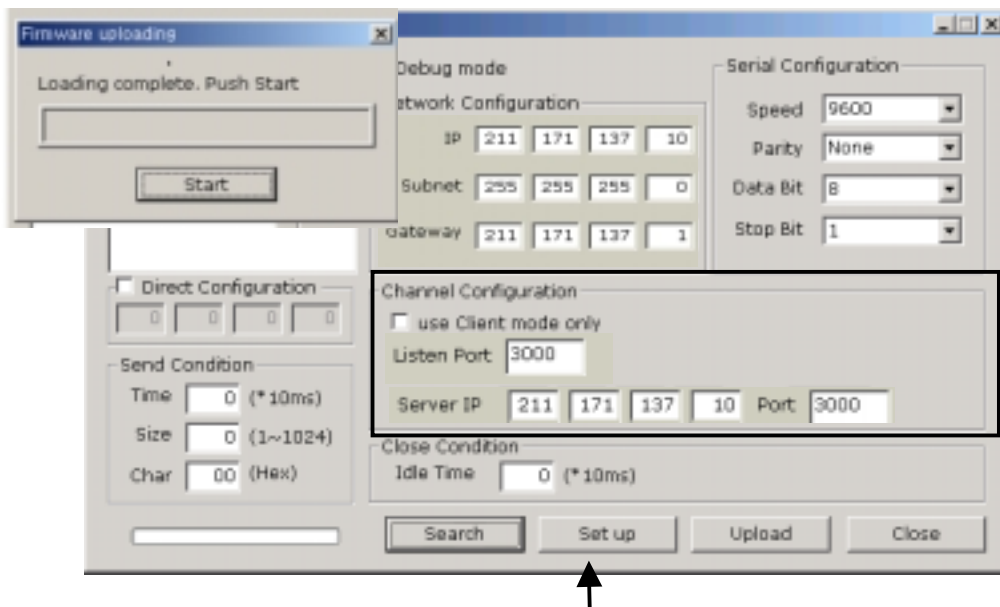 Firmware uploading
Loading complete. Push Start
Start
Debug mode
etwork Configuration
IP 211 171 137 10
Subnet 255 255 255 0
Gateway 211 171 137 1
Serial Configuration
Speed 9600
Parity None
Data Bit 8
Stop Bit 1
Direct Configuration
0 0 0 0
Channel Configuration
use Client mode only
Listen Port 3000
Server IP 211 171 137 10 Port 3000
Send Condition
Time 0 (*10ms)
Size 0 (1~1024)
Char 00 (Hex)
Close Condition
Idle Time 0 (*10ms)
Search Set up Upload Close